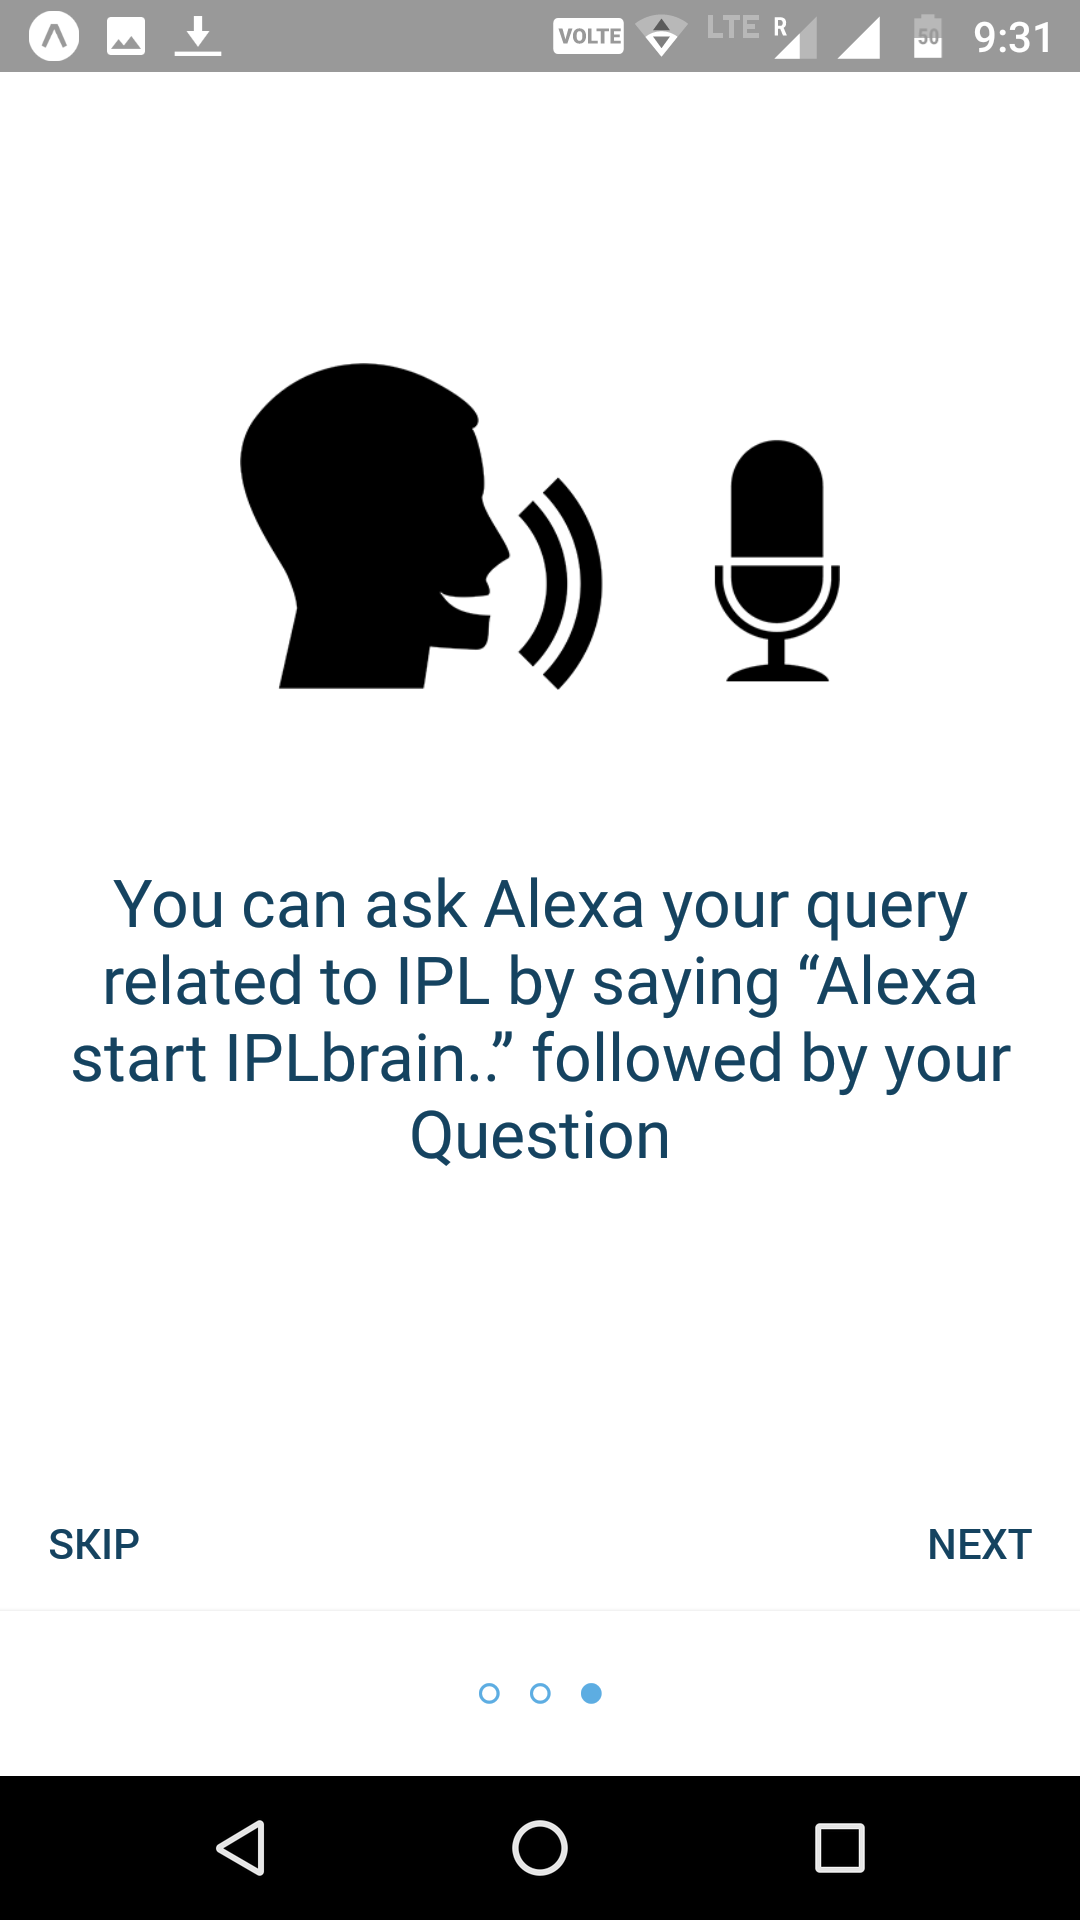 VOLTE LTE R 50 9:31
You can ask Alexa your query
related to IPL by saying “Alexa
start IPLbrain..” followed by your
Question
SKIP NEXT